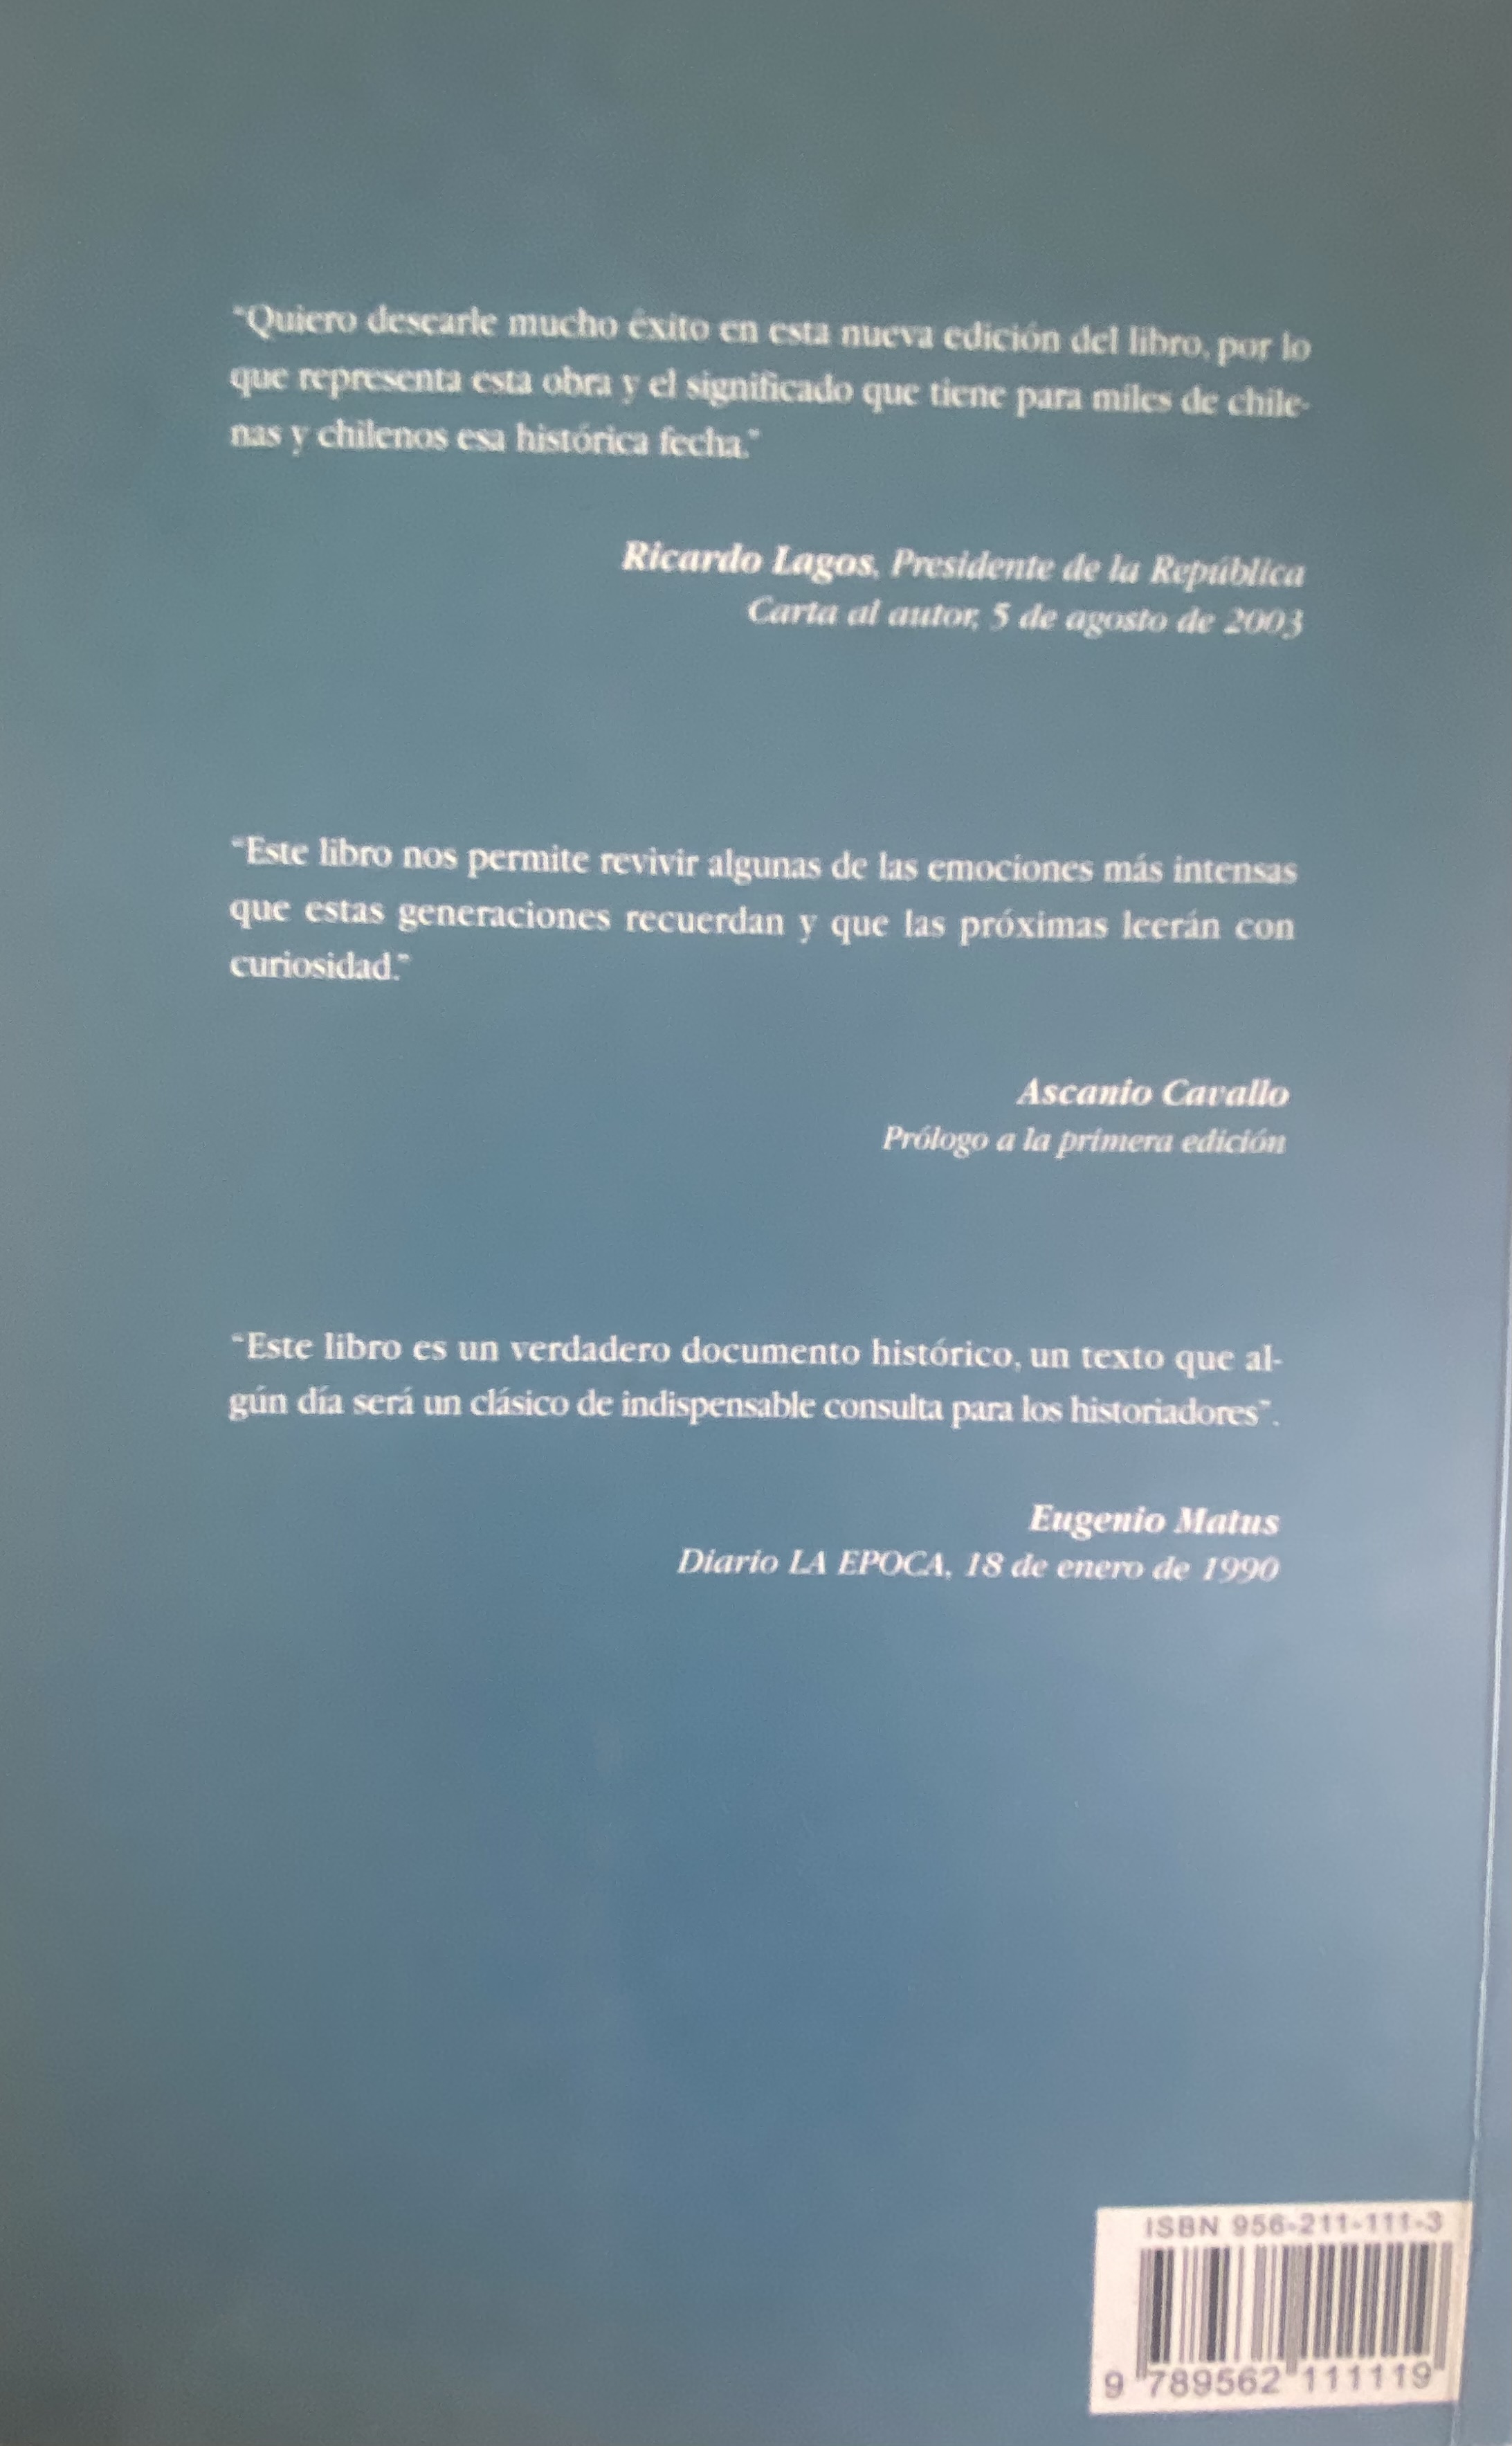 "Quiero desearle mucho éxito en esta nueva edición del libro, por lo
que representa esta obra y el significado que tiene para miles de chile-
nas y chilenos esa histórica fecha."
Ricardo Lagos, Presidente de la República
Carta al autor, 5 de agosto de 2003
"Este libro nos permite revivir algunas de las emociones más intensas
que estas generaciones recuerdan y que las próximas leerán con
curiosidad."
Ascanio Cavallo
Prólogo a la primera edición
"Este libro es un verdadero documento histórico, un texto que al-
gún día será un clásico de indispensable consulta para los historiadores".
Eugenio Matus
Diario LA EPOCA, 18 de enero de 1990
ISBN 956-211-111-3
9 789562 111119